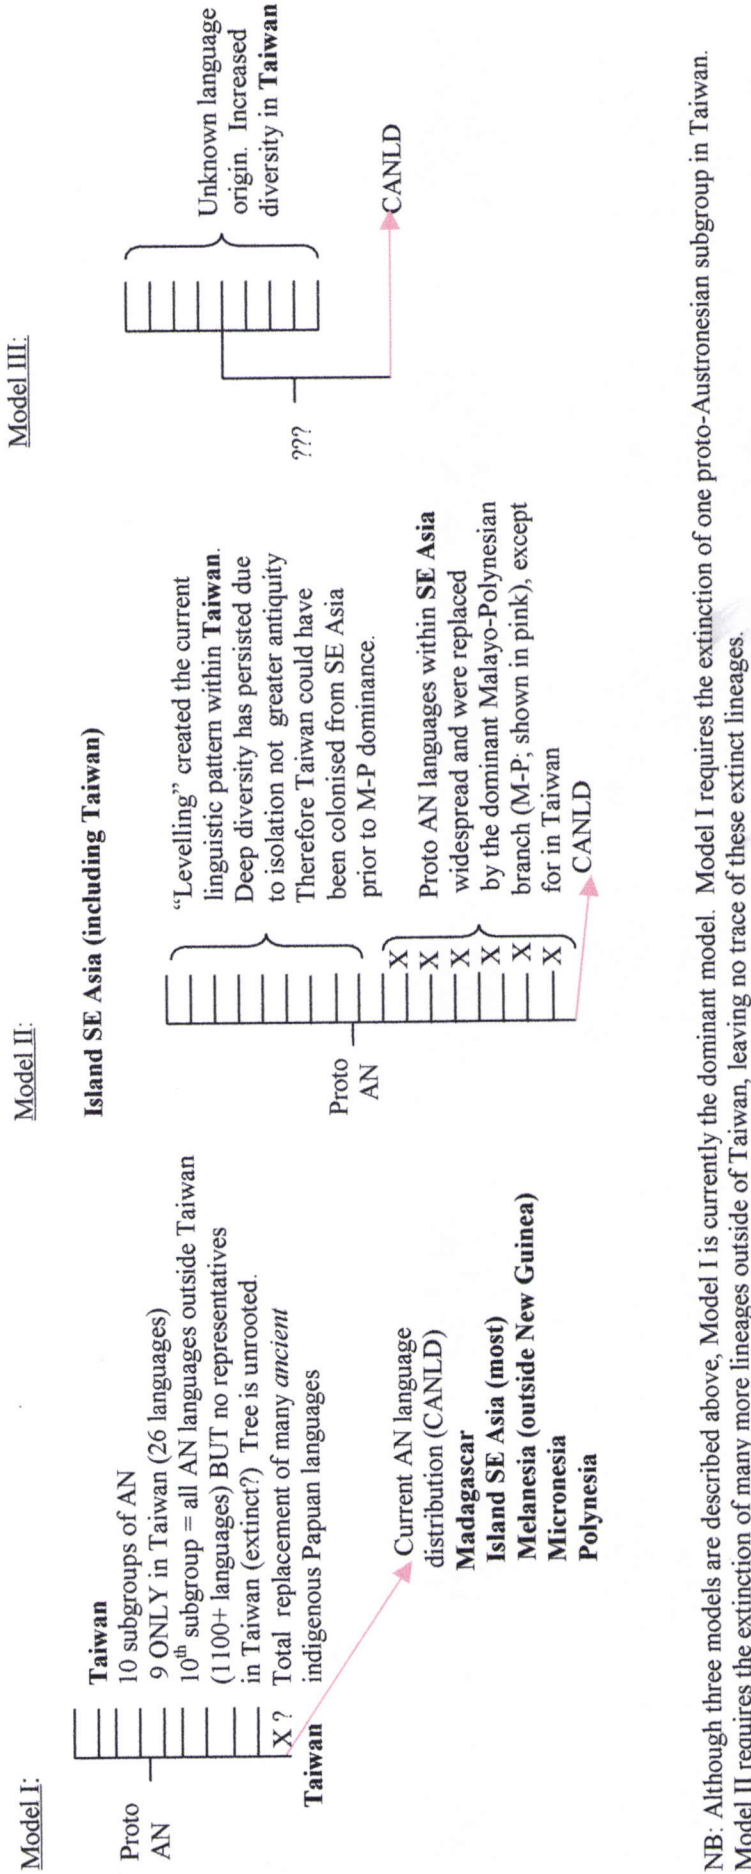 Model I:
Proto
AN
Taiwan
10 subgroups of AN
9 ONLY in Taiwan (26 languages)
10th subgroup = all AN languages outside Taiwan
(1100+ languages) BUT no representatives
in Taiwan (extinct?) Tree is unrooted.
X ? Total replacement of many ancient
indigenous Papuan languages
Taiwan
Current AN language
distribution (CANLD)
Madagascar
Island SE Asia (most)
Melanesia (outside New Guinea)
Micronesia
Polynesia
Model II:
Island SE Asia (including Taiwan)
Proto
AN
“Levelling” created the current
linguistic pattern within Taiwan.
Deep diversity has persisted due
to isolation not greater antiquity
Therefore Taiwan could have
been colonised from SE Asia
prior to M-P dominance.
X
X
X
X
X
X
Proto AN languages within SE Asia
widespread and were replaced
by the dominant Malayo-Polynesian
branch (M-P; shown in pink), except
for in Taiwan
CANLD
Model III:
???
Unknown language
origin. Increased
diversity in Taiwan
CANLD
NB: Although three models are described above, Model I is currently the dominant model. Model I requires the extinction of one proto-Austronesian subgroup in Taiwan.
Model II requires the extinction of many more lineages outside of Taiwan, leaving no trace of these extinct lineages.